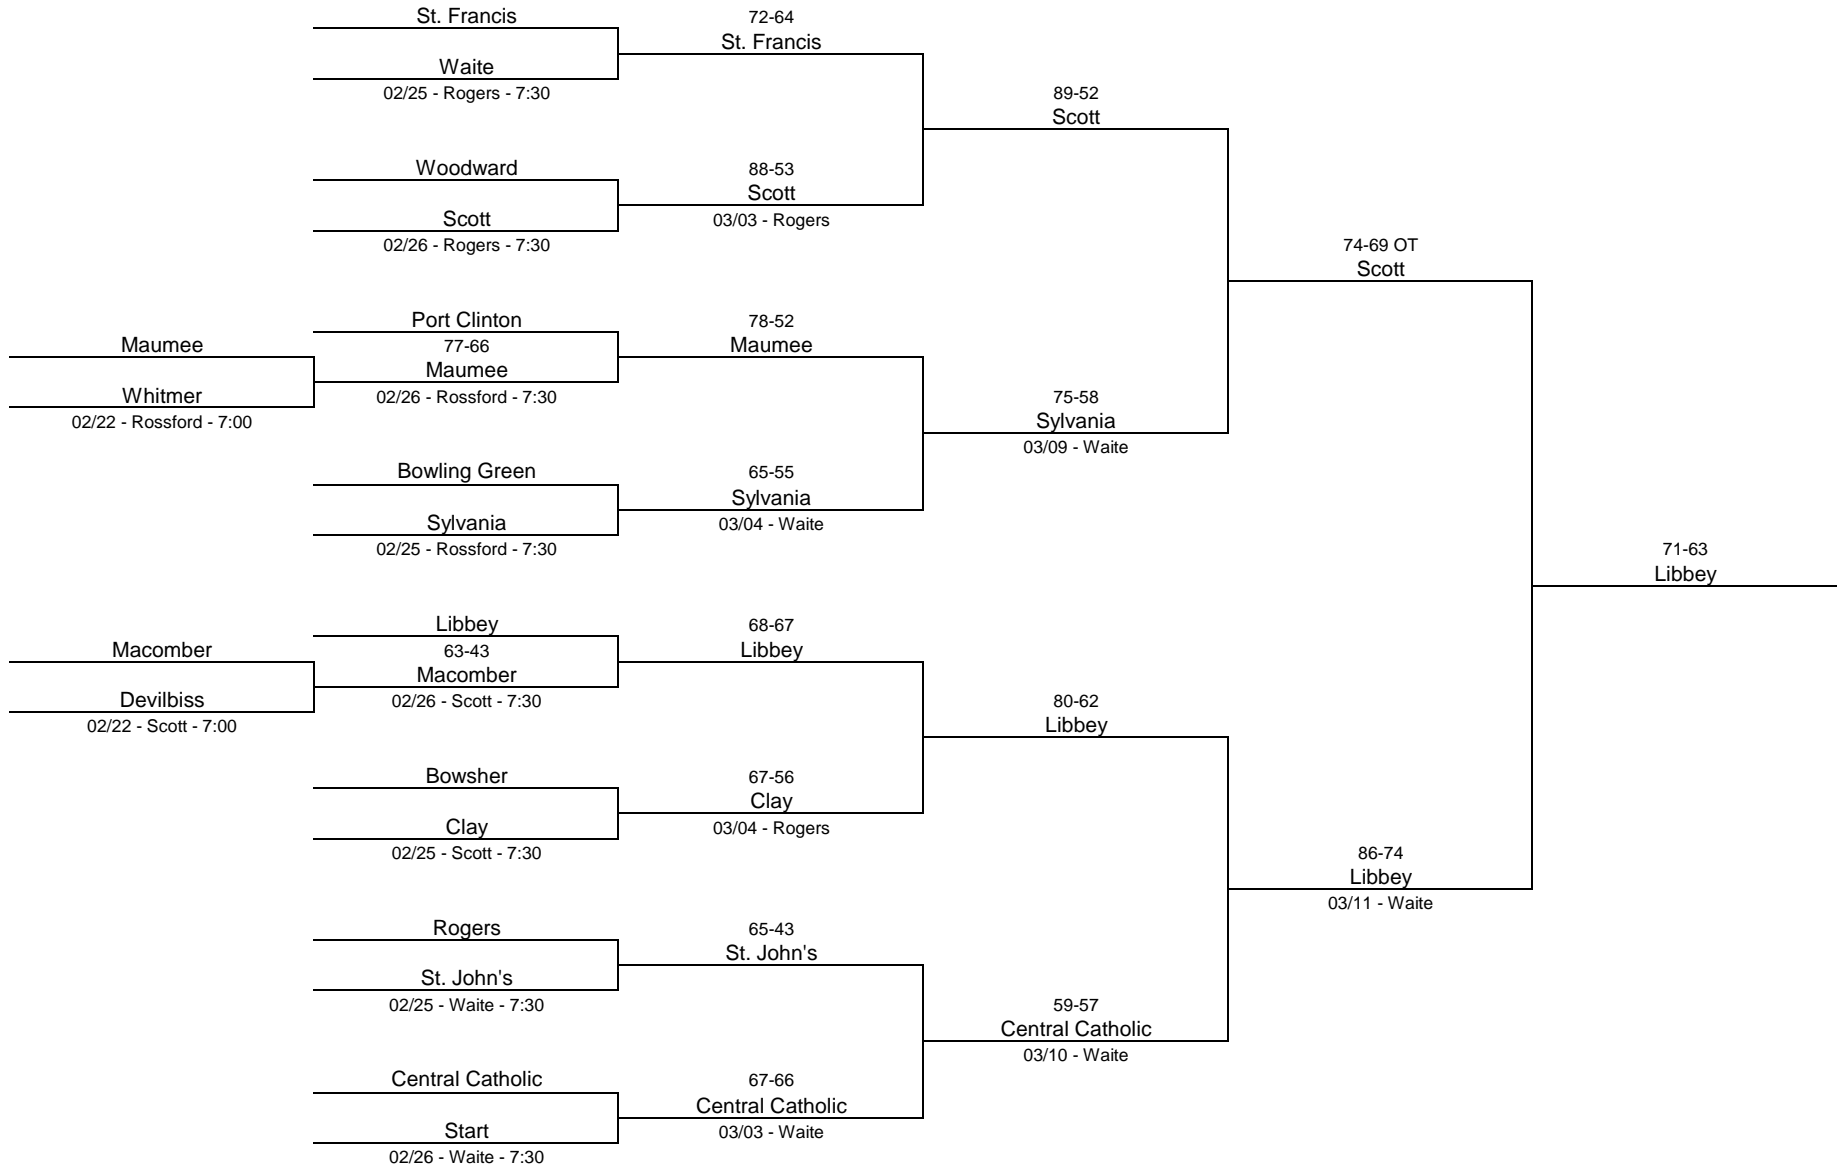 St. Francis
Waite
02/25 - Rogers - 7:30
72-64
St. Francis
89-52
Scott
Woodward
Scott
02/26 - Rogers - 7:30
88-53
Scott
03/03 - Rogers
74-69 OT
Scott
Maumee
Whitmer
02/22 - Rossford - 7:00
Port Clinton
77-66
Maumee
02/26 - Rossford - 7:30
78-52
Maumee
75-58
Sylvania
03/09 - Waite
Bowling Green
Sylvania
02/25 - Rossford - 7:30
65-55
Sylvania
03/04 - Waite
71-63
Libbey
Macomber
Devilbiss
02/22 - Scott - 7:00
Libbey
63-43
Macomber
02/26 - Scott - 7:30
68-67
Libbey
80-62
Libbey
Bowsher
Clay
02/25 - Scott - 7:30
67-56
Clay
03/04 - Rogers
86-74
Libbey
03/11 - Waite
Rogers
St. John's
02/25 - Waite - 7:30
65-43
St. John's
59-57
Central Catholic
03/10 - Waite
Central Catholic
Start
02/26 - Waite - 7:30
67-66
Central Catholic
03/03 - Waite